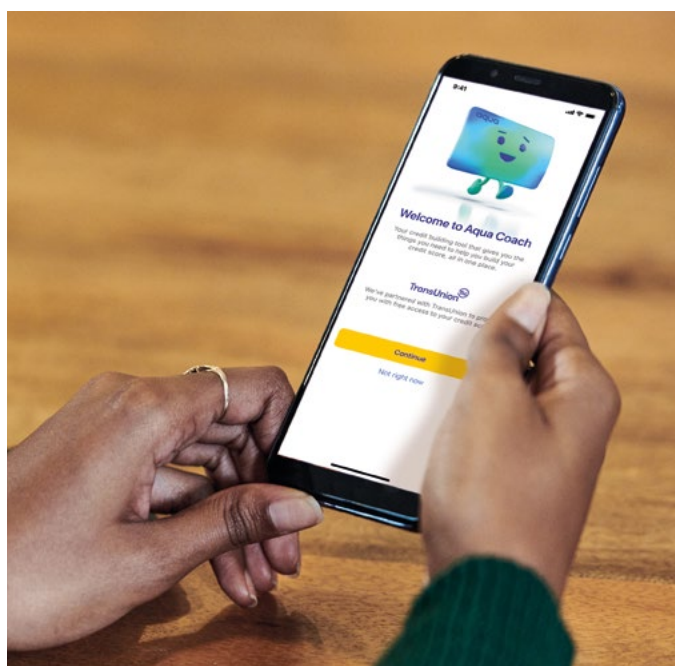 9:41
aqua
Welcome to Aqua Coach
Your credit building tool that gives you the
things you need to help you build your
credit score, all in one place.
TransUnion
tu
We've partnered with TransUnion to
you with free access to your credit
Continue
Not right now